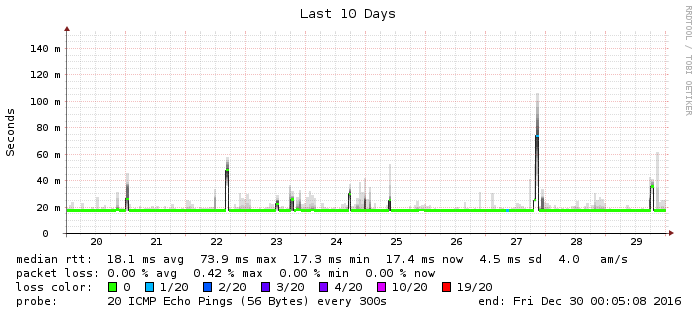 Last 10 Days
RRDTOOL / TOBI OETIKER
Seconds
140 m
120 m
100 m
80 m
60 m
40 m
20 m
0
20 21 22 23 24 25 26 27 28 29
median rtt: 18.1 ms avg 73.9 ms max 17.3 ms min 17.4 ms now 4.5 ms sd 4.0 am/s
packet loss: 0.00 % avg 0.42 % max 0.00 % min 0.00 % now
loss color: 0 1/20 2/20 3/20 4/20 10/20 19/20
probe: 20 ICMP Echo Pings (56 Bytes) every 300s end: Fri Dec 30 00:05:08 2016